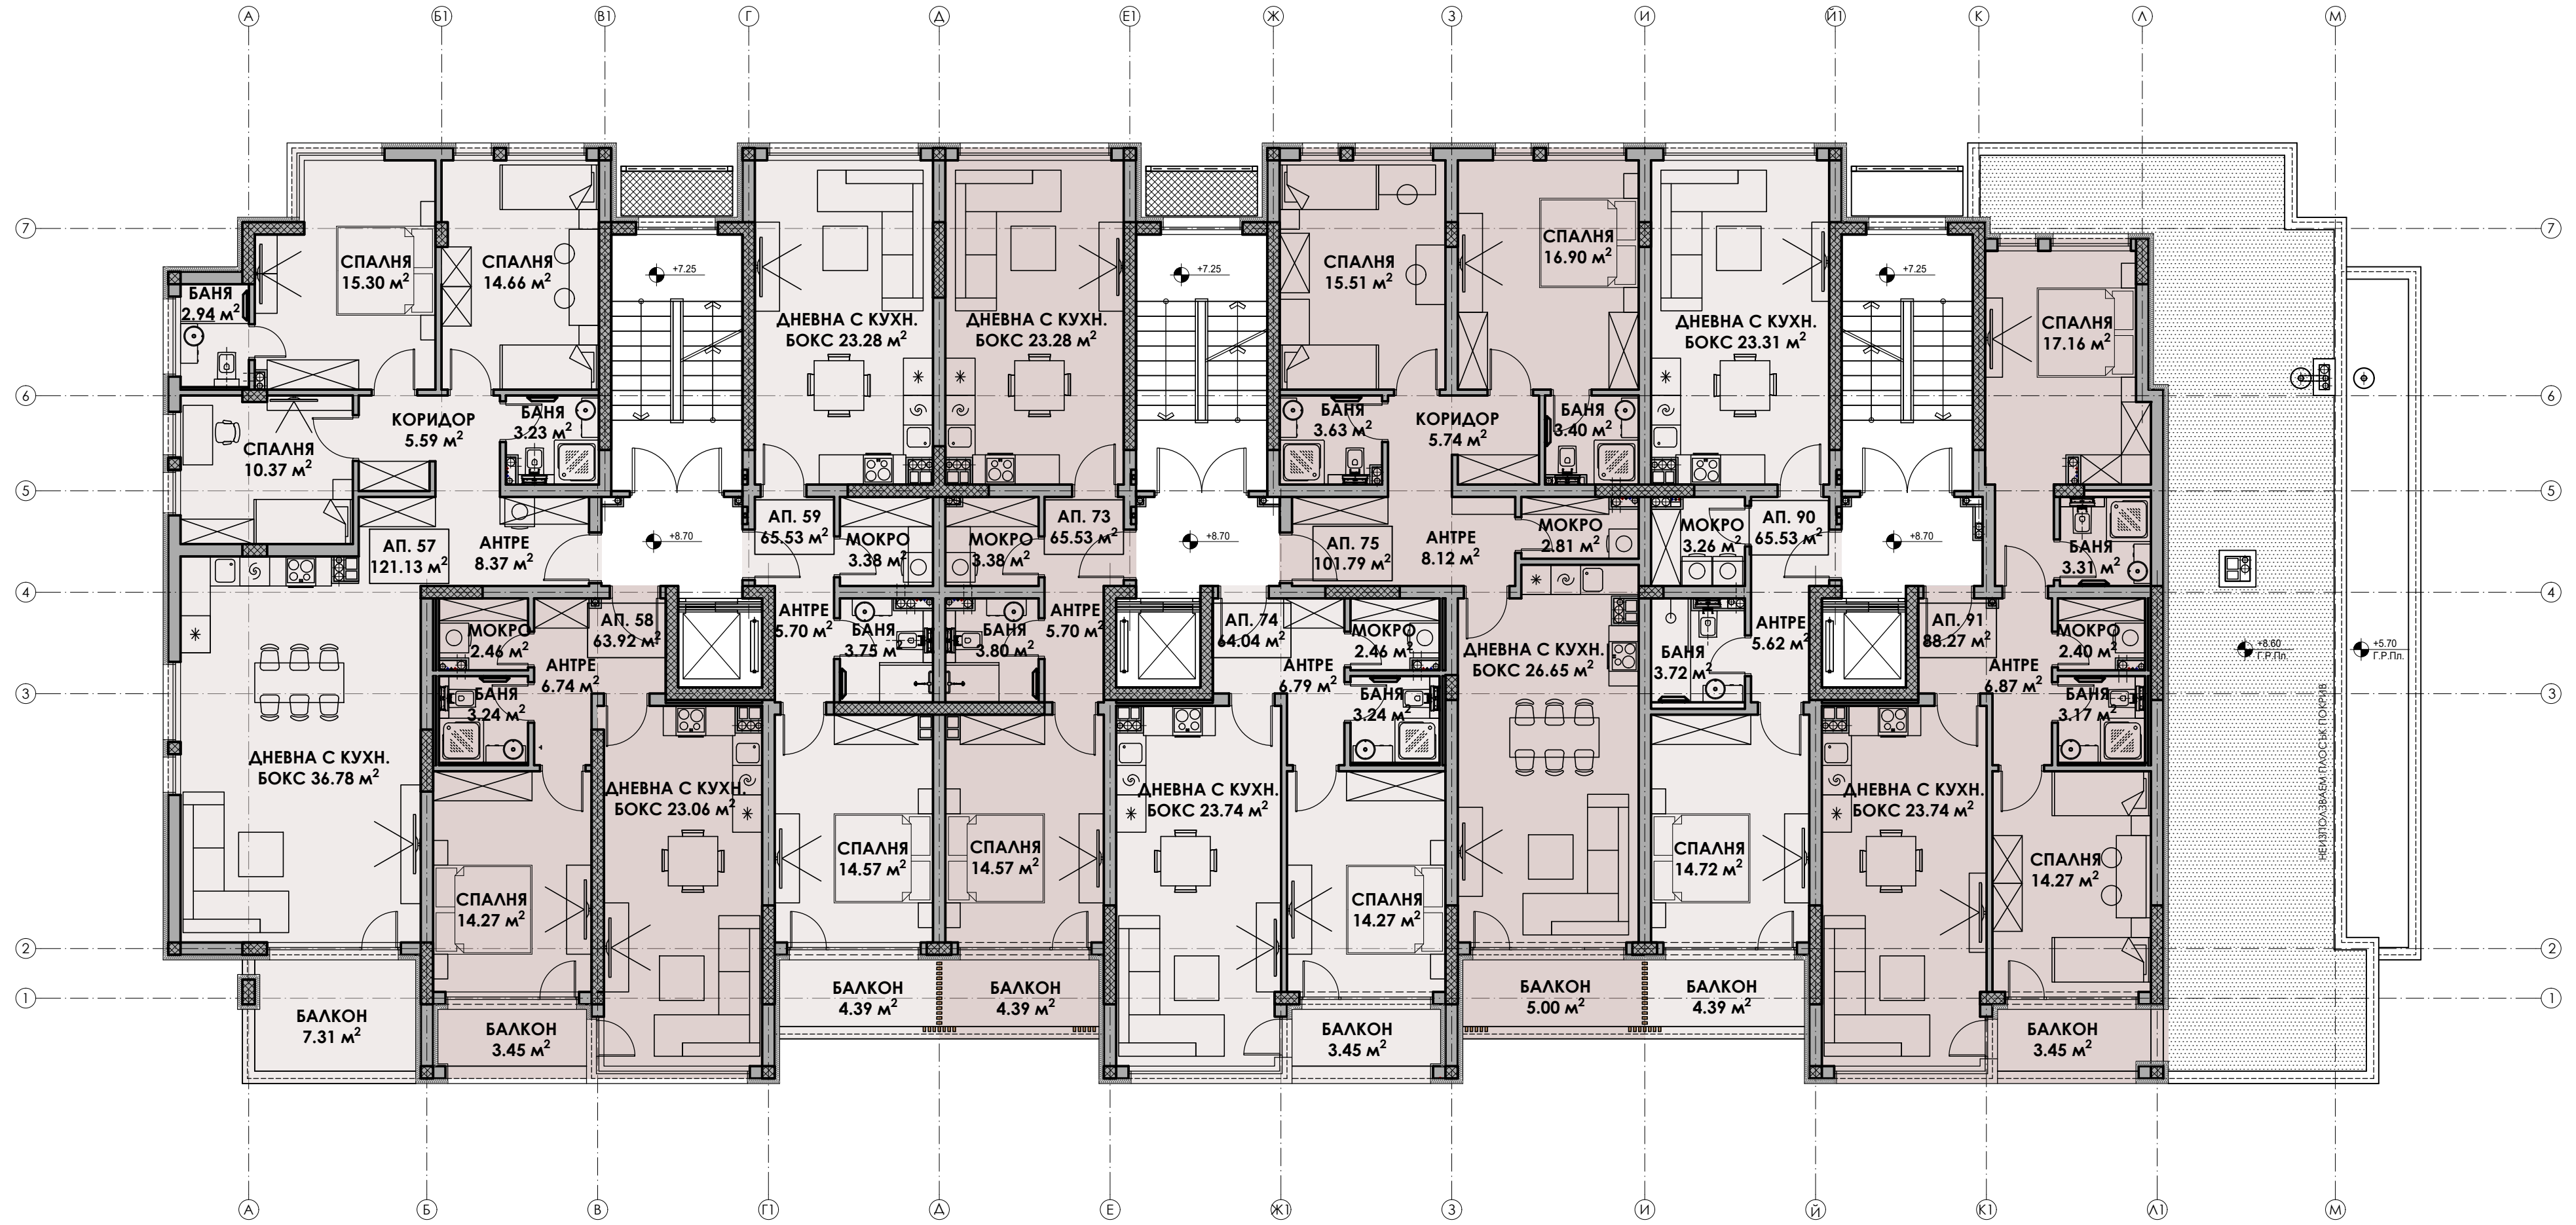 А Б1 В1 Г Д Е1 Ж З И Й1 К Л М
7 7
6 6
5 5
4 4
3 3
2 2
1 1
СПАЛНЯ
15.30 м²
СПАЛНЯ
14.66 м²
БАНЯ
2.94 м²
СПАЛНЯ
10.37 м²
КОРИДОР
5.59 м²
БАНЯ
3.23 м²
АП. 57
121.13 м²
АНТРЕ
8.37 м²
ДНЕВНА С КУХН.
БОКС 36.78 м²
БАЛКОН
7.31 м²
+7.25
+8.70
АП. 58
63.92 м²
МОКРО
2.46 м²
АНТРЕ
6.74 м²
БАНЯ
3.24 м²
СПАЛНЯ
14.27 м²
ДНЕВНА С КУХН.
БОКС 23.06 м²
БАЛКОН
3.45 м²
ДНЕВНА С КУХН.
БОКС 23.28 м²
АП. 59
65.53 м²
МОКРО
3.38 м²
АНТРЕ
5.70 м²
БАНЯ
3.75 м²
СПАЛНЯ
14.57 м²
БАЛКОН
4.39 м²
ДНЕВНА С КУХН.
БОКС 23.28 м²
АП. 73
65.53 м²
МОКРО
3.38 м²
БАНЯ
3.80 м²
АНТРЕ
5.70 м²
СПАЛНЯ
14.57 м²
БАЛКОН
4.39 м²
+7.25
+8.70
АП. 74
64.04 м²
АНТРЕ
6.79 м²
МОКРО
2.46 м²
БАНЯ
3.24 м²
ДНЕВНА С КУХН.
БОКС 23.74 м²
СПАЛНЯ
14.27 м²
БАЛКОН
3.45 м²
СПАЛНЯ
15.51 м²
СПАЛНЯ
16.90 м²
БАНЯ
3.63 м²
КОРИДОР
5.74 м²
БАНЯ
3.40 м²
АП. 75
101.79 м²
АНТРЕ
8.12 м²
МОКРО
2.81 м²
ДНЕВНА С КУХН.
БОКС 26.65 м²
БАЛКОН
5.00 м²
ДНЕВНА С КУХН.
БОКС 23.31 м²
МОКРО
3.26 м²
АП. 90
65.53 м²
БАНЯ
3.72 м²
АНТРЕ
5.62 м²
СПАЛНЯ
14.72 м²
БАЛКОН
4.39 м²
+7.25
+8.70
СПАЛНЯ
17.16 м²
БАНЯ
3.31 м²
АП. 91
88.27 м²
АНТРЕ
6.87 м²
МОКРО
2.40 м²
БАНЯ
3.17 м²
ДНЕВНА С КУХН.
БОКС 23.74 м²
СПАЛНЯ
14.27 м²
БАЛКОН
3.45 м²
+8.60
Г.Р.Пл.
+5.70
Г.Р.Пл.
НЕИЗПОЛЗВАЕМ ПЛОСЪК ПОКРИВ
А Б В Г1 Д Е Ж1 З И Й К1 Л1 М